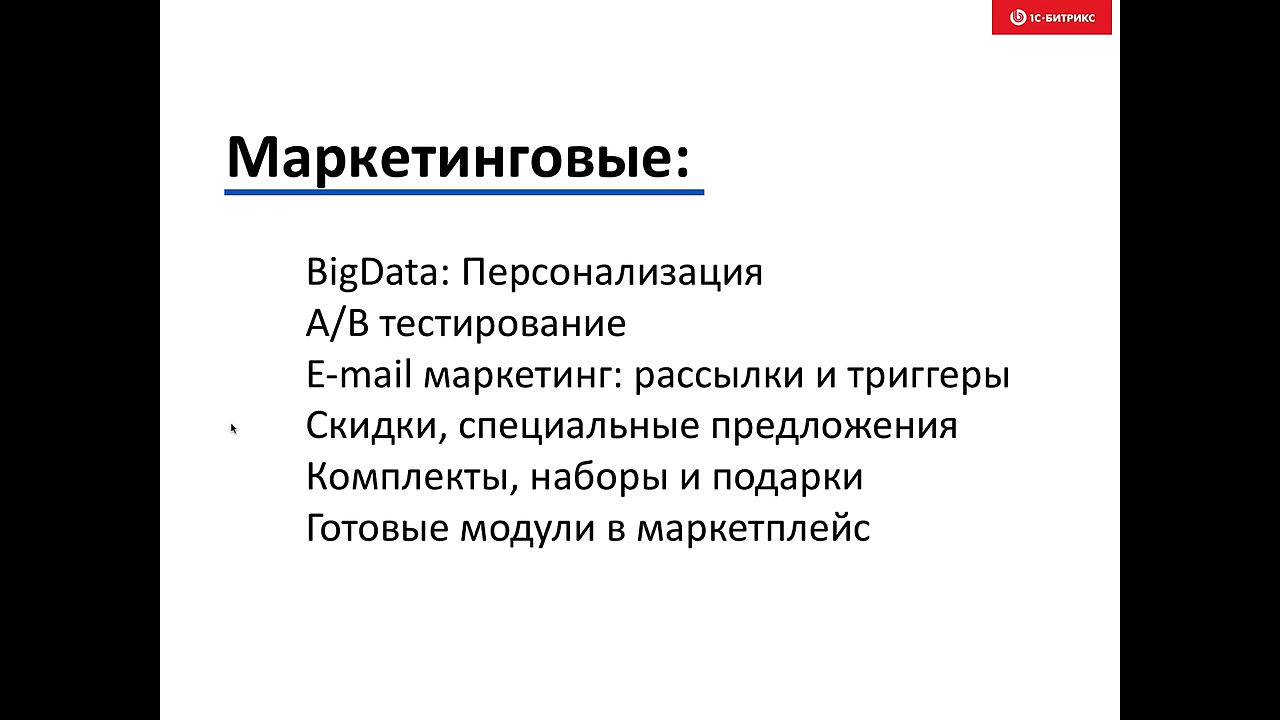 1С-БИТРИКС
Маркетинговые:
BigData: Персонализация
А/В тестирование
E-mail маркетинг: рассылки и триггеры
Скидки, специальные предложения
Комплекты, наборы и подарки
Готовые модули в маркетплейс